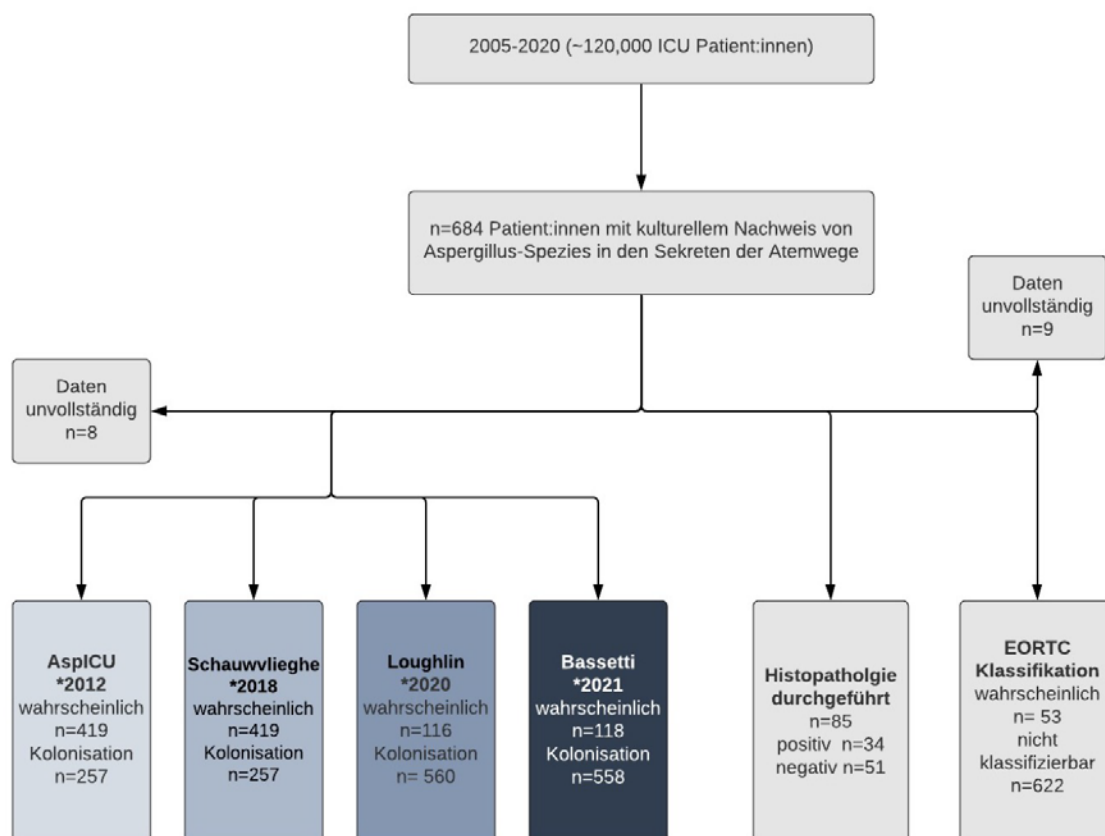 2005-2020 (~120,000 ICU Patient:innen)
n=684 Patient:innen mit kulturellem Nachweis von
Aspergillus-Spezies in den Sekreten der Atemwege
Daten
unvollständig
n=9
Daten
unvollständig
n=8
AspICU
*2012
wahrscheinlich
n=419
Kolonisation
n=257
Schauwvlieghe
*2018
wahrscheinlich
n=419
Kolonisation
n=257
Loughlin
*2020
wahrscheinlich
n=116
Kolonisation
n= 560
Bassetti
*2021
wahrscheinlich
n=118
Kolonisation
n=558
Histopatholgie
durchgeführt
n=85
positiv n=34
negativ n=51
EORTC
Klassifikation
wahrscheinlich
n= 53
nicht
klassifizierbar
n=622